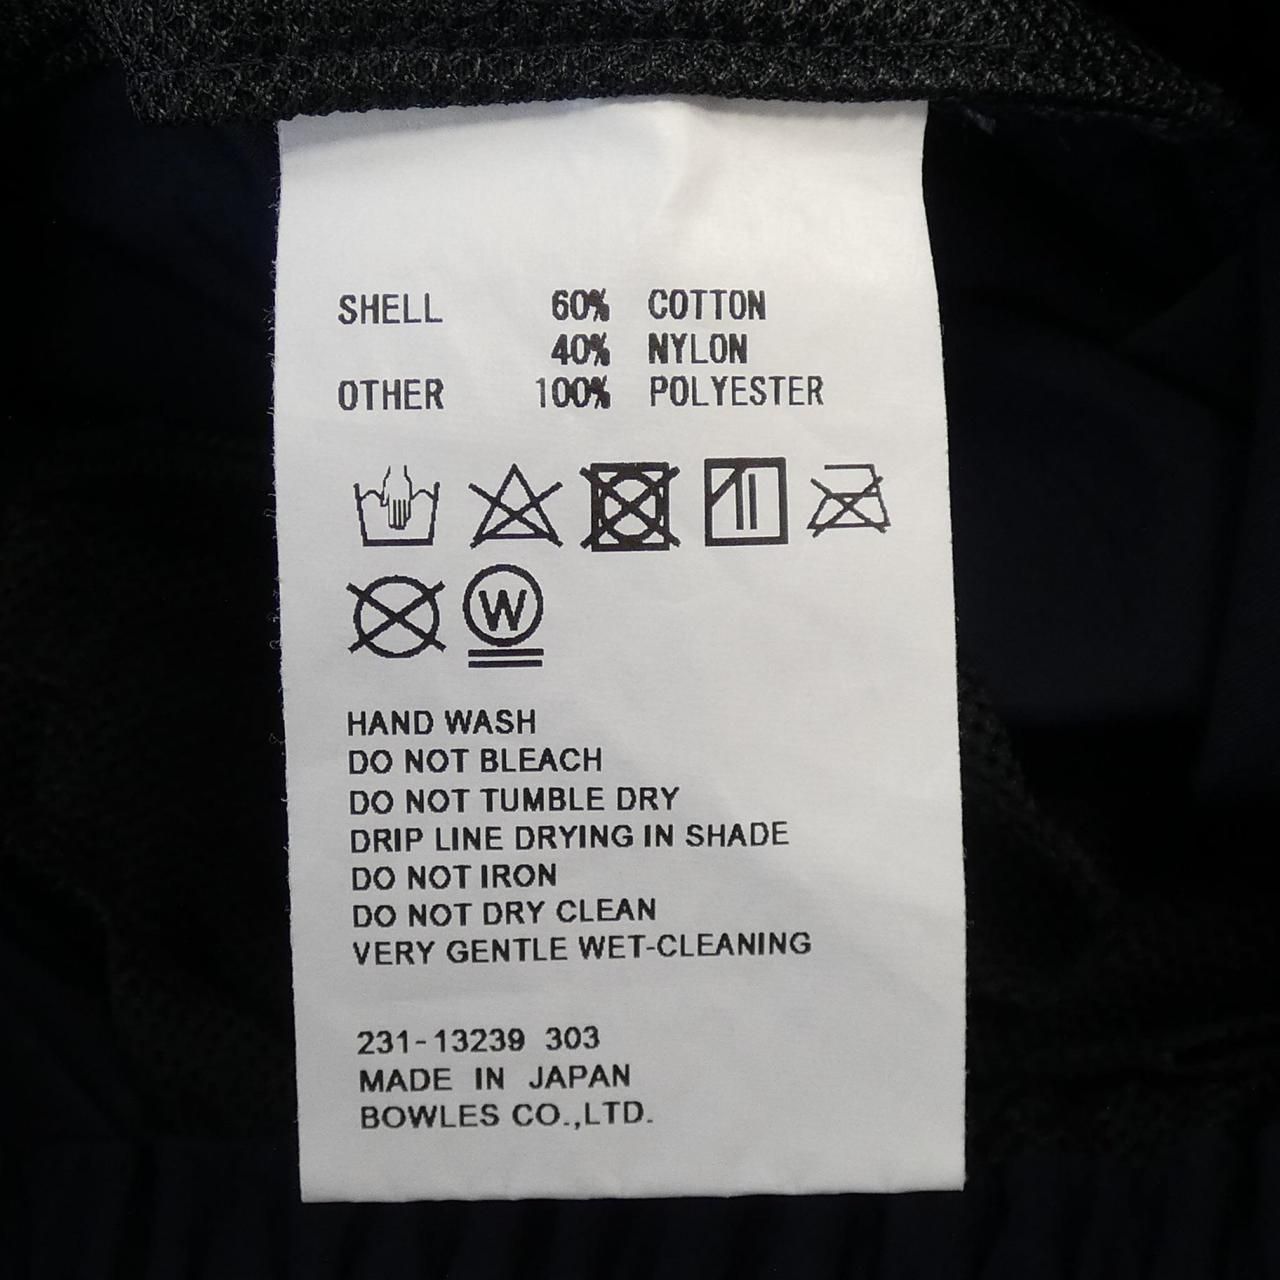 SHELL 60% COTTON
40% NYLON
OTHER 100% POLYESTER
W
HAND WASH
DO NOT BLEACH
DO NOT TUMBLE DRY
DRIP LINE DRYING IN SHADE
DO NOT IRON
DO NOT DRY CLEAN
VERY GENTLE WET-CLEANING
231-13239 303
MADE IN JAPAN
BOWLES CO.,LTD.